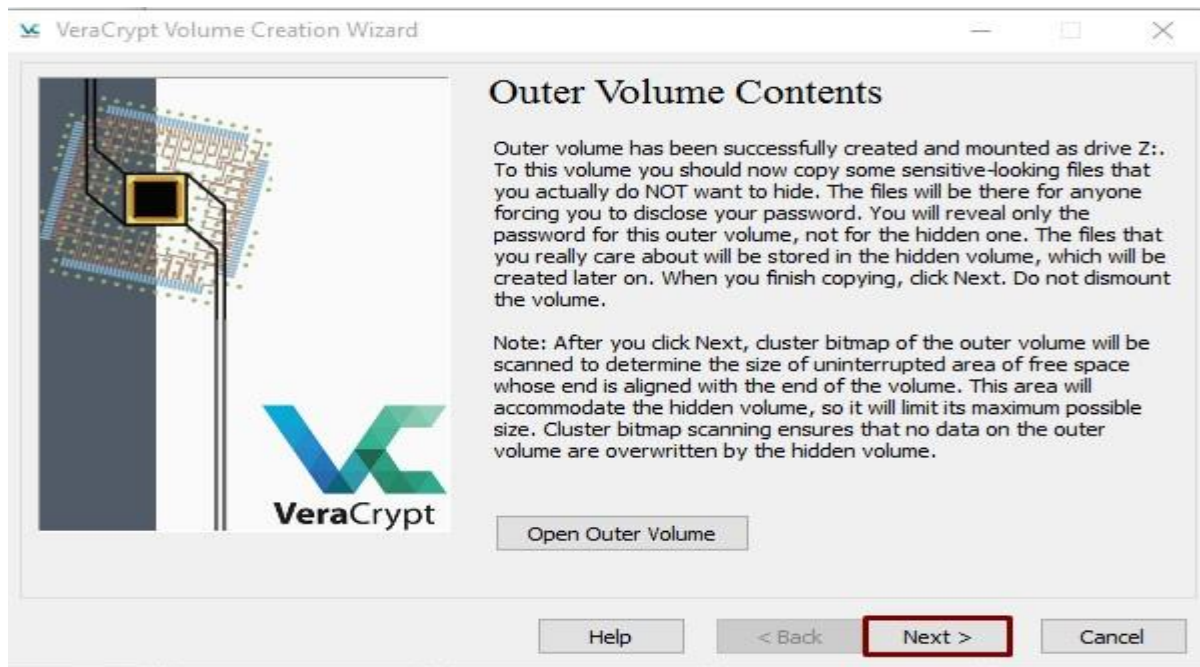 VeraCrypt Volume Creation Wizard
Outer Volume Contents
Outer volume has been successfully created and mounted as drive Z:.
To this volume you should now copy some sensitive-looking files that
you actually do NOT want to hide. The files will be there for anyone
forcing you to disclose your password. You will reveal only the
password for this outer volume, not for the hidden one. The files that
you really care about will be stored in the hidden volume, which will be
created later on. When you finish copying, click Next. Do not dismount
the volume.
Note: After you click Next, cluster bitmap of the outer volume will be
scanned to determine the size of uninterrupted area of free space
whose end is aligned with the end of the volume. This area will
accommodate the hidden volume, so it will limit its maximum possible
size. Cluster bitmap scanning ensures that no data on the outer
volume are overwritten by the hidden volume.
VeraCrypt
Open Outer Volume
Help < Back Next > Cancel